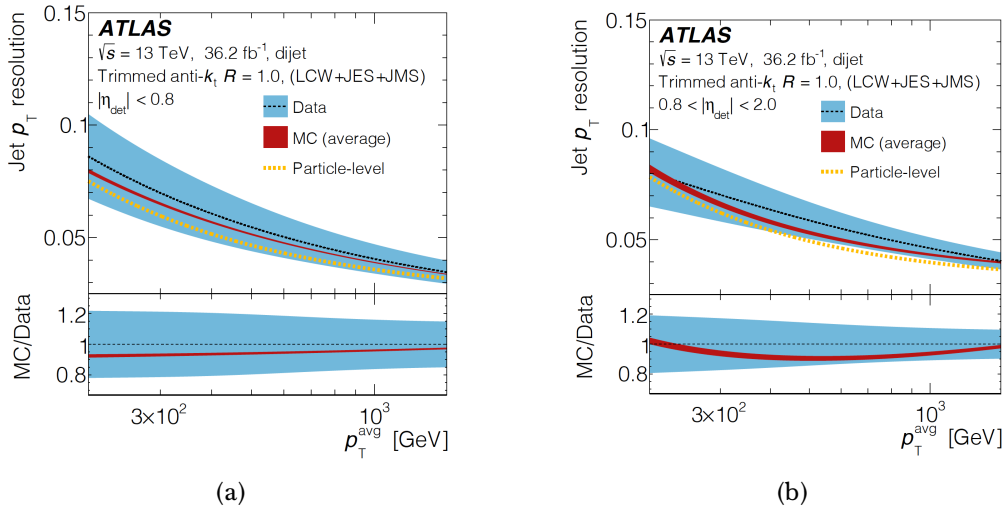 0.15
ATLAS
√s = 13 TeV, 36.2 fb⁻¹, dijet
Trimmed anti-kₜ R = 1.0, (LCW+JES+JMS)
|η_det| < 0.8
Data
MC (average)
Particle-level
0.1
0.05
Jet p_T resolution
1.2
1
0.8
MC/Data
3×10²
10³
p_T^avg [GeV]
(a)
0.15
ATLAS
√s = 13 TeV, 36.2 fb⁻¹, dijet
Trimmed anti-kₜ R = 1.0, (LCW+JES+JMS)
0.8 < |η_det| < 2.0
Data
MC (average)
Particle-level
0.1
0.05
Jet p_T resolution
1.2
1
0.8
MC/Data
3×10²
10³
p_T^avg [GeV]
(b)